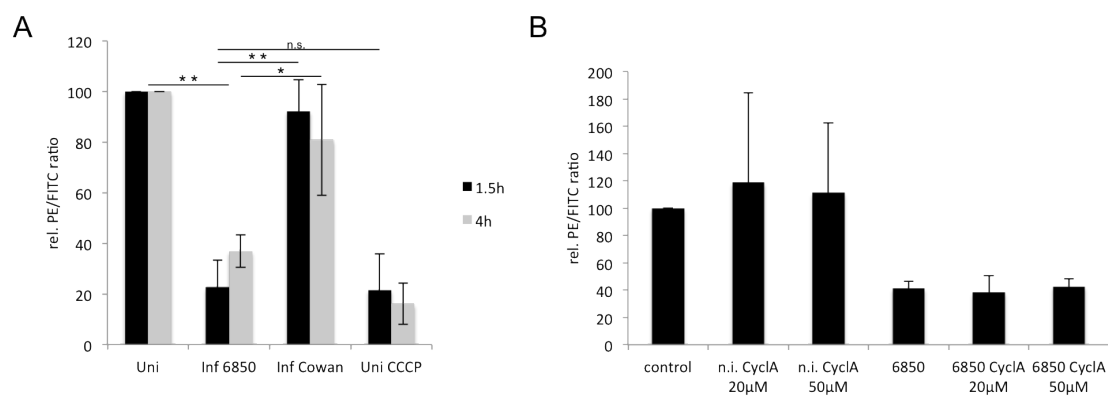 A
120
100
80
60
40
20
0
rel. PE/FITC ratio
n.s.
**
**
*
Uni
Inf 6850
Inf Cowan
Uni CCCP
1.5h
4h
B
200
180
160
140
120
100
80
60
40
20
0
rel. PE/FITC ratio
control
n.i. CyclA
20µM
n.i. CyclA
50µM
6850
6850 CyclA
20µM
6850 CyclA
50µM